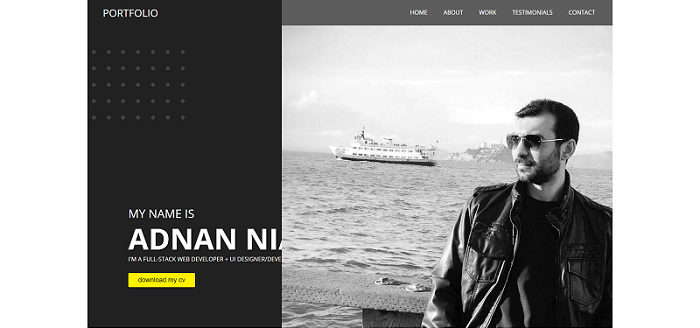 PORTFOLIO
HOME ABOUT WORK TESTIMONIALS CONTACT
MY NAME IS
ADNAN NIA
I'M A FULL-STACK WEB DEVELOPER + UI DESIGNER/DEVE
download my cv